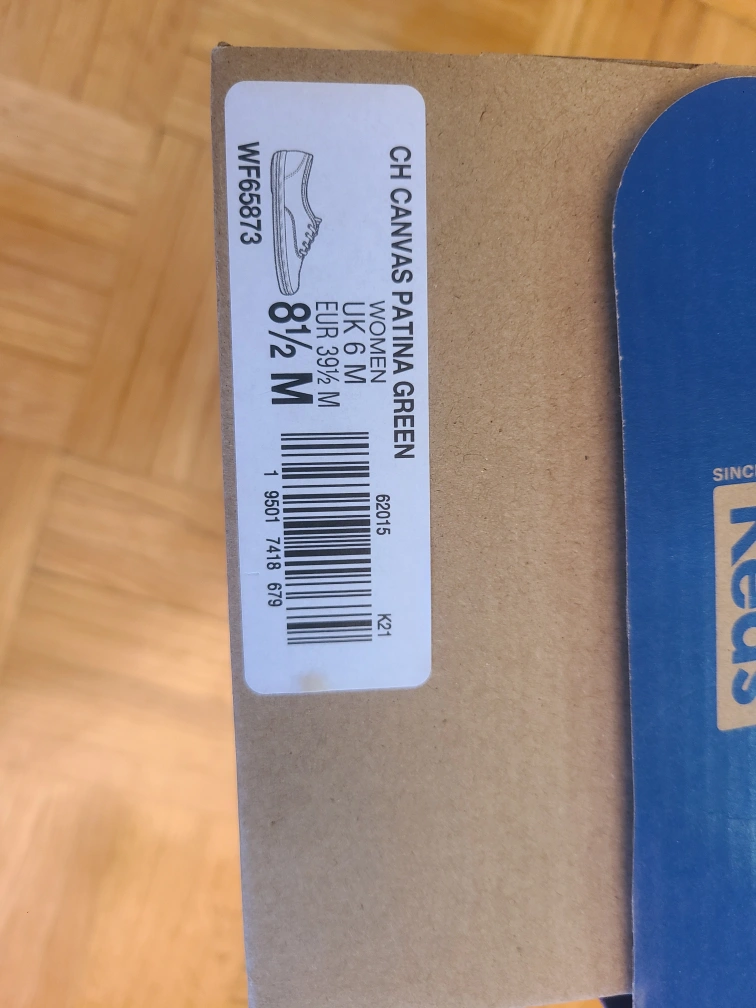 CH CANVAS PATINA GREEN
WOMEN
UK 6 M
EUR 39½ M
8½ M
WF65873
62015
K21
1 9501 7418 679
Keds